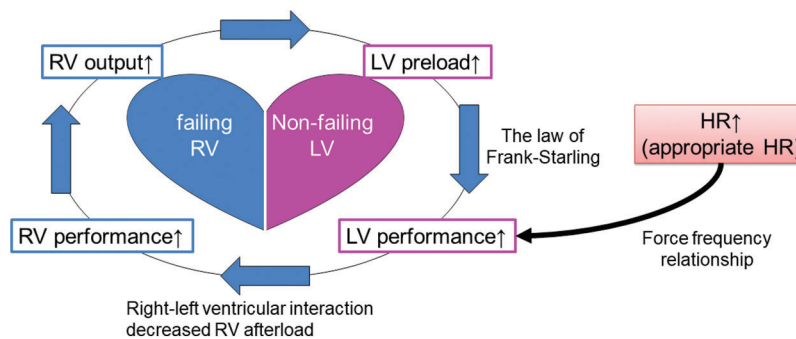 RV output↑
LV preload↑
failing
RV
Non-failing
LV
The law of
Frank-Starling
HR↑
(appropriate HR)
RV performance↑
LV performance↑
Force frequency
relationship
Right-left ventricular interaction
decreased RV afterload